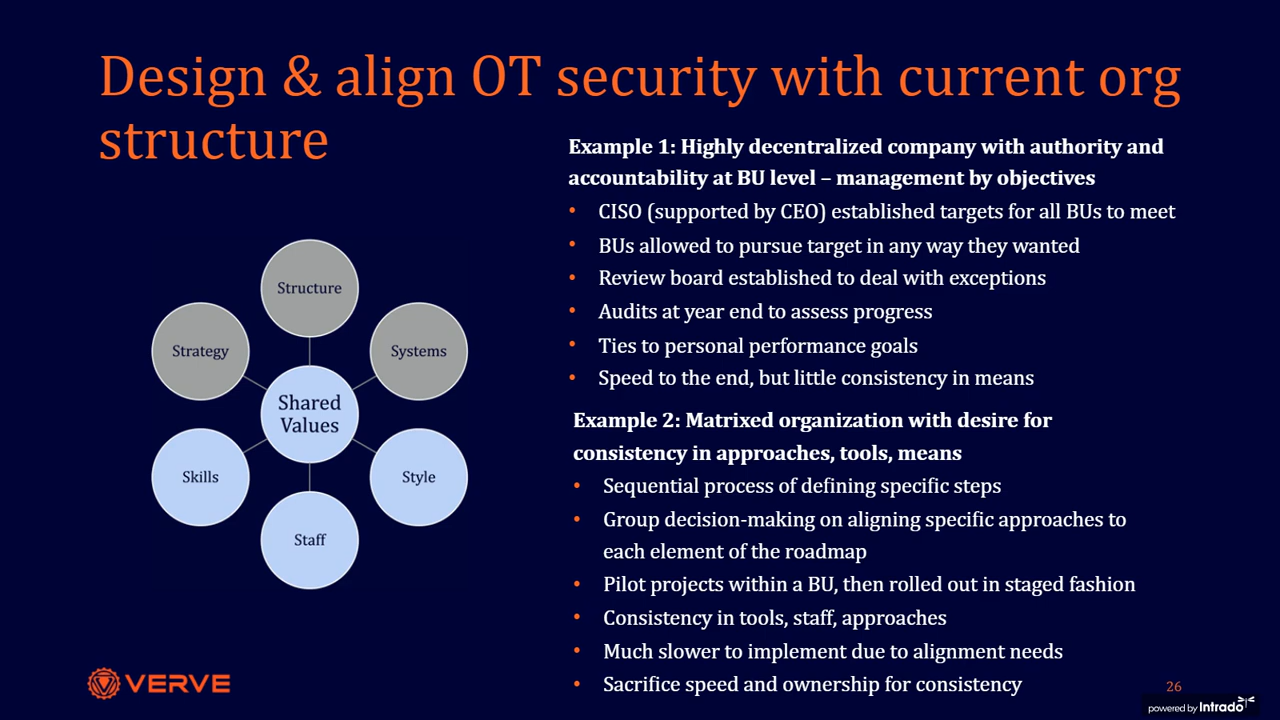 Design & align OT security with current org
structure
Structure
Strategy
Systems
Shared
Values
Skills
Style
Staff
Example 1: Highly decentralized company with authority and
accountability at BU level – management by objectives
• CISO (supported by CEO) established targets for all BUs to meet
• BUs allowed to pursue target in any way they wanted
• Review board established to deal with exceptions
• Audits at year end to assess progress
• Ties to personal performance goals
• Speed to the end, but little consistency in means
Example 2: Matrixed organization with desire for
consistency in approaches, tools, means
• Sequential process of defining specific steps
• Group decision-making on aligning specific approaches to
each element of the roadmap
• Pilot projects within a BU, then rolled out in staged fashion
• Consistency in tools, staff, approaches
• Much slower to implement due to alignment needs
• Sacrifice speed and ownership for consistency
VERVE
26
powered by Intrado